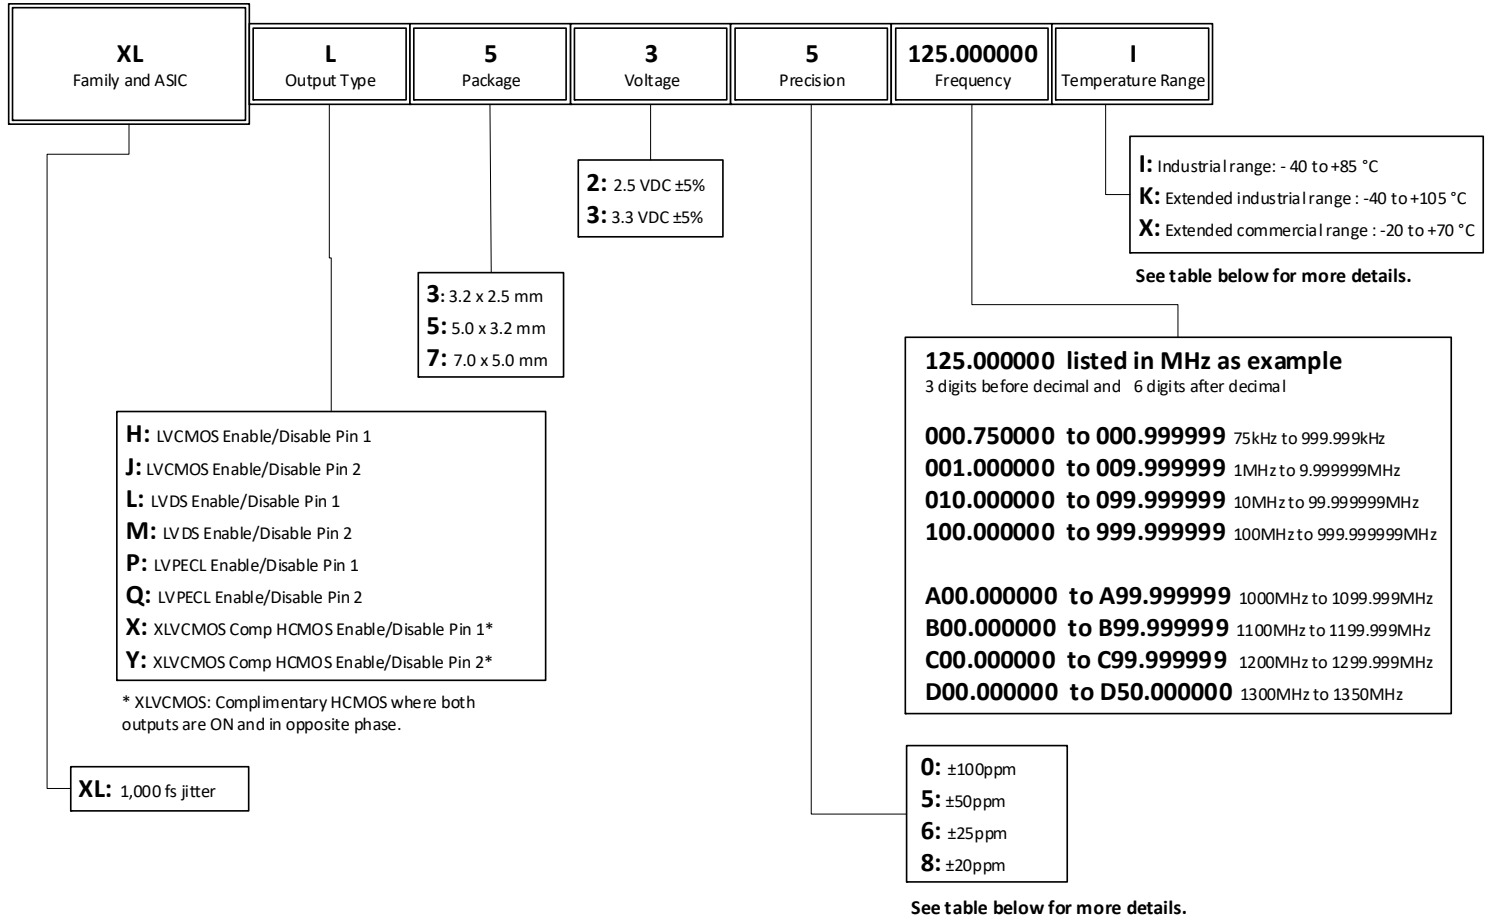 XL
Family and ASIC
L
Output Type
5
Package
3
Voltage
5
Precision
125.000000
Frequency
I
Temperature Range
I: Industrial range: - 40 to +85 °C
K: Extended industrial range : -40 to +105 °C
X: Extended commercial range : -20 to +70 °C
See table below for more details.
2: 2.5 VDC ±5%
3: 3.3 VDC ±5%
3: 3.2 x 2.5 mm
5: 5.0 x 3.2 mm
7: 7.0 x 5.0 mm
125.000000 listed in MHz as example
3 digits before decimal and 6 digits after decimal
000.750000 to 000.999999 75kHz to 999.999kHz
001.000000 to 009.999999 1MHz to 9.999999MHz
010.000000 to 099.999999 10MHz to 99.999999MHz
100.000000 to 999.999999 100MHz to 999.999999MHz
A00.000000 to A99.999999 1000MHz to 1099.999MHz
B00.000000 to B99.999999 1100MHz to 1199.999MHz
C00.000000 to C99.999999 1200MHz to 1299.999MHz
D00.000000 to D50.000000 1300MHz to 1350MHz
H: LVCMOS Enable/Disable Pin 1
J: LVCMOS Enable/Disable Pin 2
L: LVDS Enable/Disable Pin 1
M: LVDS Enable/Disable Pin 2
P: LVPECL Enable/Disable Pin 1
Q: LVPECL Enable/Disable Pin 2
X: XLVCMOS Comp HCMOS Enable/Disable Pin 1*
Y: XLVCMOS Comp HCMOS Enable/Disable Pin 2*
* XLVCMOS: Complimentary HCMOS where both
outputs are ON and in opposite phase.
XL: 1,000 fs jitter
0: ±100ppm
5: ±50ppm
6: ±25ppm
8: ±20ppm
See table below for more details.